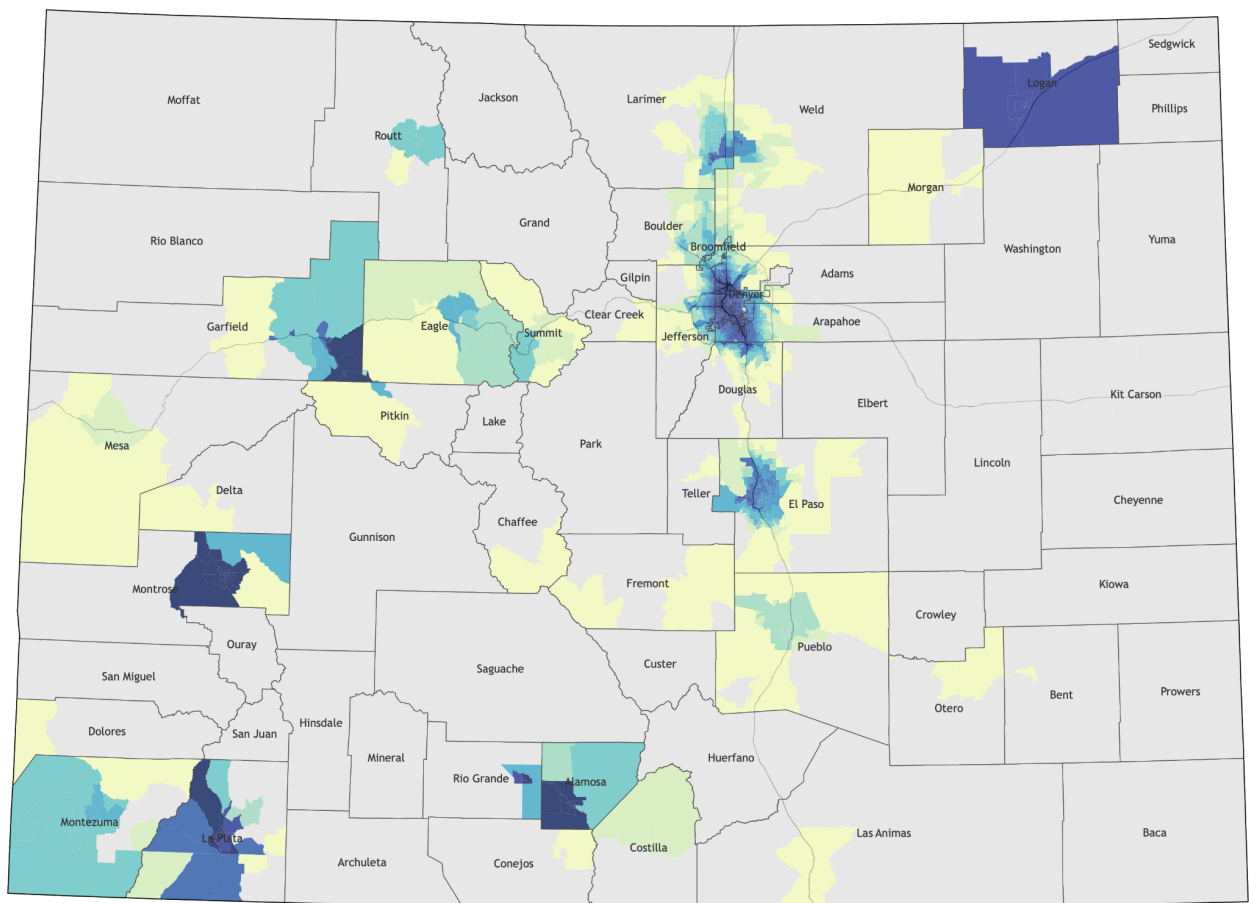 Sedgwick
Logan
Moffat
Jackson
Larimer
Weld
Phillips
Routt
Morgan
Grand
Boulder
Rio Blanco
Broomfield
Washington
Yuma
Gilpin
Adams
Denver
Clear Creek
Arapahoe
Garfield
Eagle
Summit
Jefferson
Douglas
Kit Carson
Elbert
Pitkin
Lake
Park
Mesa
Lincoln
Delta
Teller
El Paso
Cheyenne
Chaffee
Gunnison
Fremont
Kiowa
Montrose
Crowley
Ouray
Pueblo
Custer
Saguache
San Miguel
Prowers
Bent
Otero
Hinsdale
Dolores
San Juan
Mineral
Huerfano
Rio Grande
Alamosa
Montezuma
La Plata
Las Animas
Baca
Costilla
Archuleta
Conejos